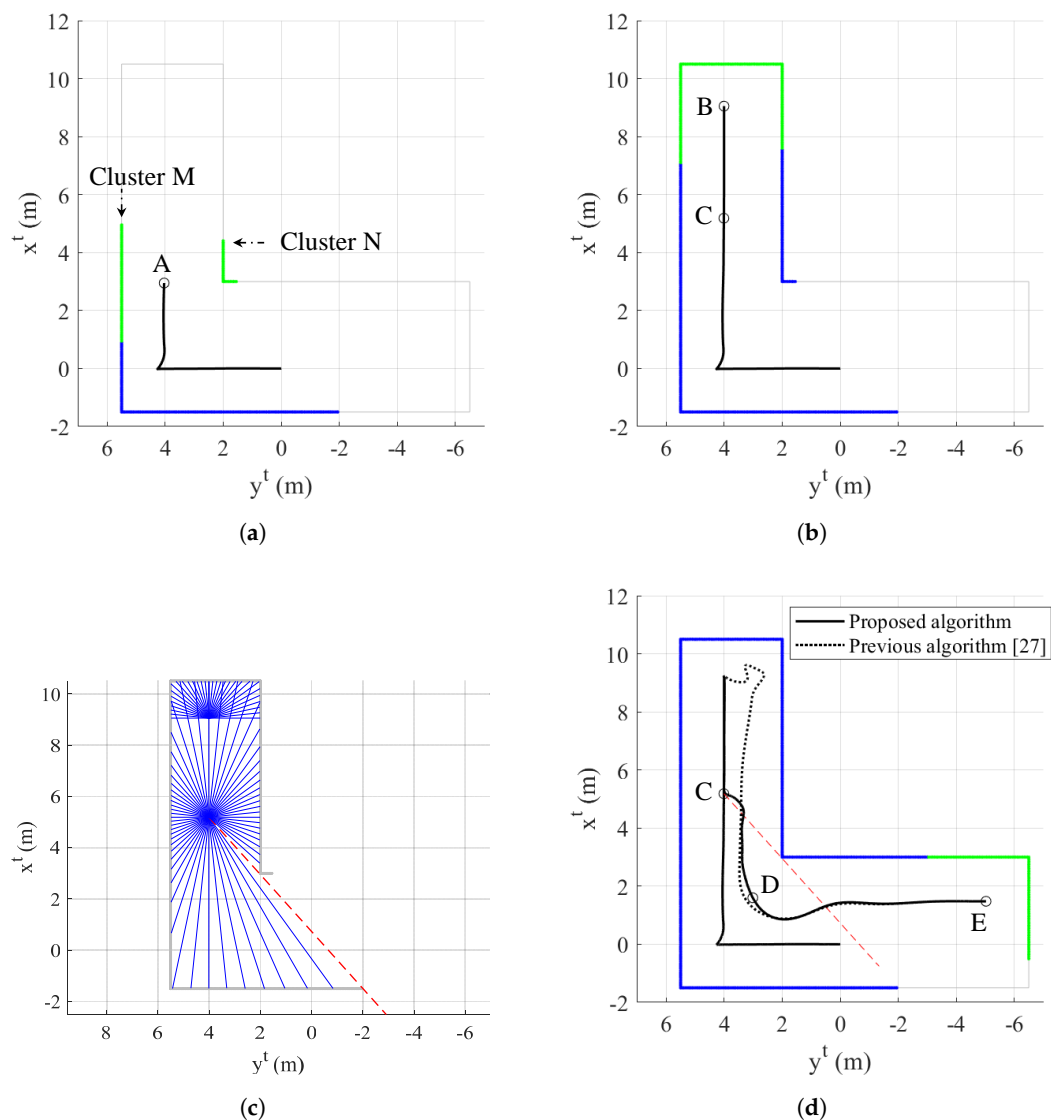 12
10
8
6
4
2
0
-2
6
4
2
0
-2
-4
-6
x^t (m)
y^t (m)
Cluster M
Cluster N
A
(a)
12
10
8
6
4
2
0
-2
6
4
2
0
-2
-4
-6
x^t (m)
y^t (m)
B
C
(b)
10
8
6
4
2
0
-2
8
6
4
2
0
-2
-4
-6
x^t (m)
y^t (m)
(c)
12
10
8
6
4
2
0
-2
6
4
2
0
-2
-4
-6
x^t (m)
y^t (m)
Proposed algorithm
Previous algorithm [27]
C
D
E
(d)